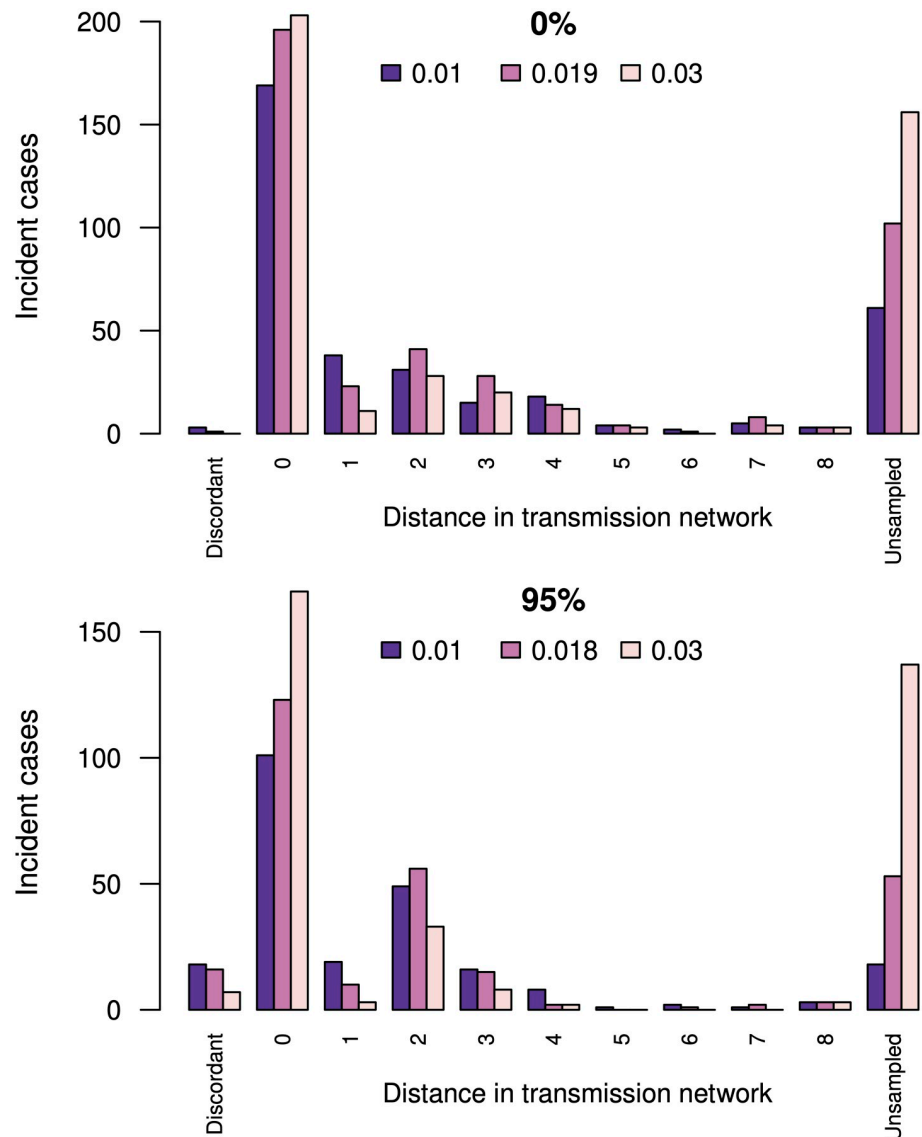 0%
0.01 0.019 0.03
Incident cases
200
150
100
50
0
Discordant 0 1 2 3 4 5 6 7 8 Unsampled
Distance in transmission network
95%
0.01 0.018 0.03
Incident cases
150
100
50
0
Discordant 0 1 2 3 4 5 6 7 8 Unsampled
Distance in transmission network